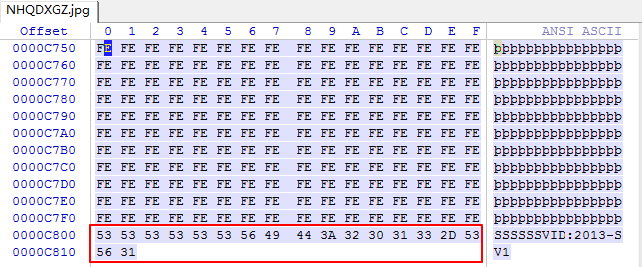 NHQDXGZ.jpg
Offset 0 1 2 3 4 5 6 7 8 9 A B C D E F ANSI ASCII
0000C750 FE FE FE FE FE FE FE FE FE FE FE FE FE FE FE FE þþþþþþþþþþþþþþþþ
0000C760 FE FE FE FE FE FE FE FE FE FE FE FE FE FE FE FE þþþþþþþþþþþþþþþþ
0000C770 FE FE FE FE FE FE FE FE FE FE FE FE FE FE FE FE þþþþþþþþþþþþþþþþ
0000C780 FE FE FE FE FE FE FE FE FE FE FE FE FE FE FE FE þþþþþþþþþþþþþþþþ
0000C790 FE FE FE FE FE FE FE FE FE FE FE FE FE FE FE FE þþþþþþþþþþþþþþþþ
0000C7A0 FE FE FE FE FE FE FE FE FE FE FE FE FE FE FE FE þþþþþþþþþþþþþþþþ
0000C7B0 FE FE FE FE FE FE FE FE FE FE FE FE FE FE FE FE þþþþþþþþþþþþþþþþ
0000C7C0 FE FE FE FE FE FE FE FE FE FE FE FE FE FE FE FE þþþþþþþþþþþþþþþþ
0000C7D0 FE FE FE FE FE FE FE FE FE FE FE FE FE FE FE FE þþþþþþþþþþþþþþþþ
0000C7E0 FE FE FE FE FE FE FE FE FE FE FE FE FE FE FE FE þþþþþþþþþþþþþþþþ
0000C7F0 FE FE FE FE FE FE FE FE FE FE FE FE FE FE FE FE þþþþþþþþþþþþþþþþ
0000C800 53 53 53 53 53 53 56 49 44 3A 32 30 31 33 2D 53 SSSSSSVID:2013-S
0000C810 56 31 V1